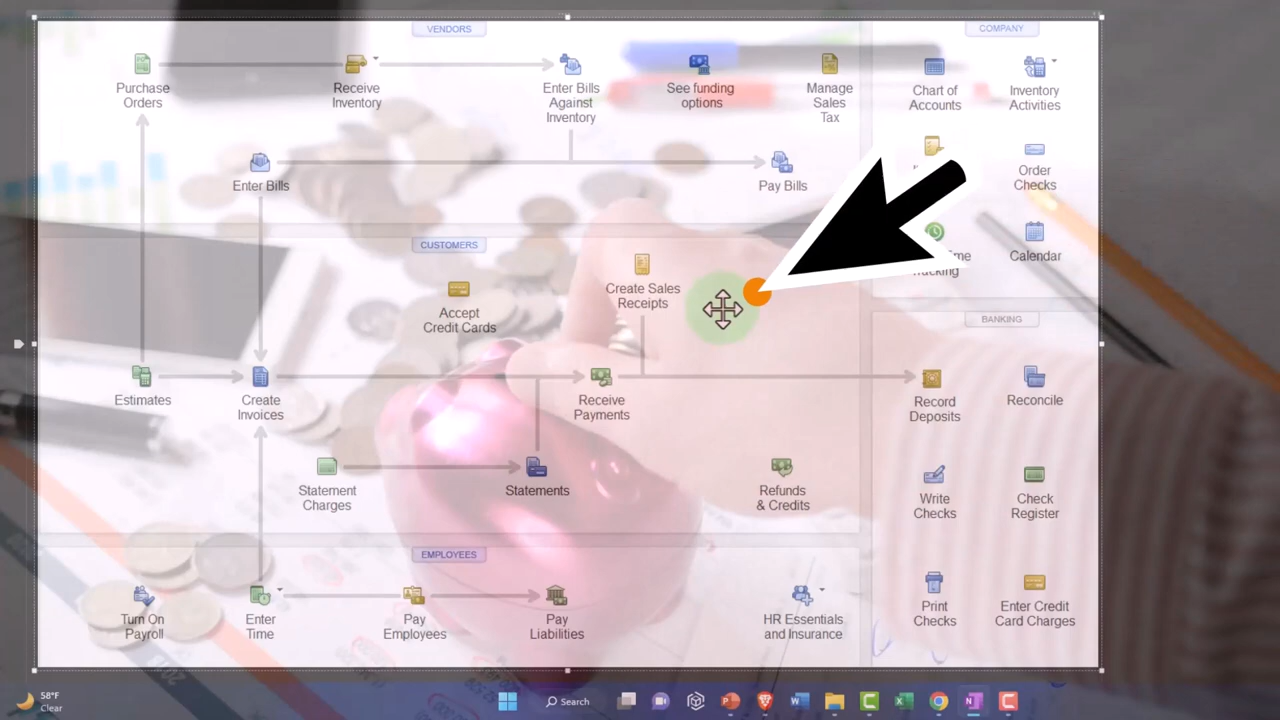 VENDORS
COMPANY
Purchase
Orders
Receive
Inventory
Enter Bills
Against
Inventory
See funding
options
Manage
Sales
Tax
Chart of
Accounts
Inventory
Activities
Enter Bills
Pay Bills
Order
Checks
CUSTOMERS
Calendar
Tracking
Accept
Credit Cards
Create Sales
Receipts
BANKING
Estimates
Create
Invoices
Receive
Payments
Record
Deposits
Reconcile
Statement
Charges
Statements
Refunds
& Credits
Write
Checks
Check
Register
EMPLOYEES
Turn On
Payroll
Enter
Time
Pay
Employees
Pay
Liabilities
HR Essentials
and Insurance
Print
Checks
Enter Credit
Card Charges
58°F
Clear
Search